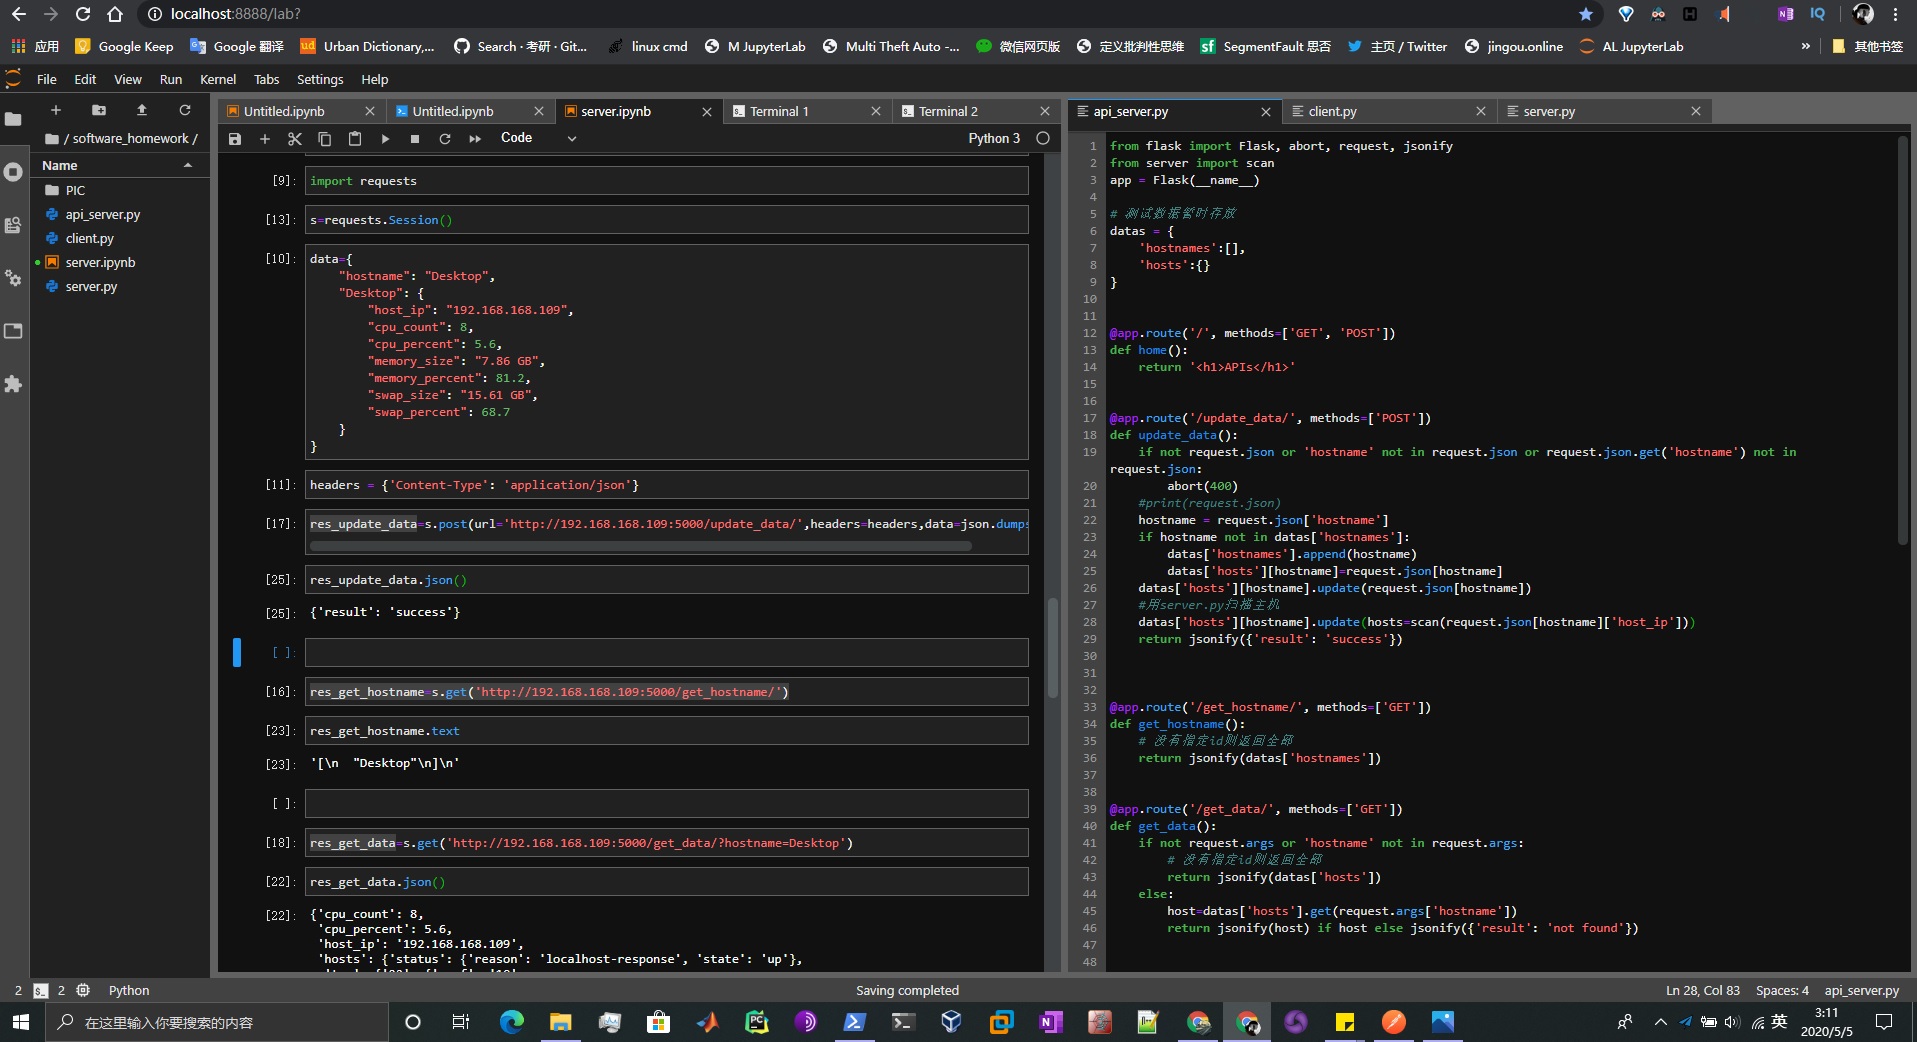 localhost:8888/lab?
应用
Google Keep
Google 翻译
Urban Dictionary,...
Search · 考研 · Git...
linux cmd
M JupyterLab
Multi Theft Auto -...
微信网页版
定义批判性思维
SegmentFault 思否
主页 / Twitter
jingou.online
AL JupyterLab
»
其他书签
File Edit View Run Kernel Tabs Settings Help
/ software_homework /
Name
PIC
api_server.py
client.py
server.ipynb
server.py
Untitled.ipynb
Untitled.ipynb
server.ipynb
Terminal 1
Terminal 2
Code
Python 3
[9]: import requests
[13]: s=requests.Session()
[10]: data={
"hostname": "Desktop",
"Desktop": {
"host_ip": "192.168.168.109",
"cpu_count": 8,
"cpu_percent": 5.6,
"memory_size": "7.86 GB",
"memory_percent": 81.2,
"swap_size": "15.61 GB",
"swap_percent": 68.7
}
}
[11]: headers = {'Content-Type': 'application/json'}
[17]: res_update_data=s.post(url='http://192.168.168.109:5000/update_data/',headers=headers,data=json.dumps
[25]: res_update_data.json()
[25]: {'result': 'success'}
[ ]:
[16]: res_get_hostname=s.get('http://192.168.168.109:5000/get_hostname/')
[23]: res_get_hostname.text
[23]: '[\n  "Desktop"\n]\n'
[ ]:
[18]: res_get_data=s.get('http://192.168.168.109:5000/get_data/?hostname=Desktop')
[22]: res_get_data.json()
[22]: {'cpu_count': 8,
'cpu_percent': 5.6,
'host_ip': '192.168.168.109',
'hosts': {'status': {'reason': 'localhost-response', 'state': 'up'},
api_server.py
client.py
server.py
1 from flask import Flask, abort, request, jsonify
2 from server import scan
3 app = Flask(__name__)
4
5 # 测试数据暂时存放
6 datas = {
7 'hostnames':[],
8 'hosts':{}
9 }
10
11
12 @app.route('/', methods=['GET', 'POST'])
13 def home():
14 return '<h1>APIs</h1>'
15
16
17 @app.route('/update_data/', methods=['POST'])
18 def update_data():
19 if not request.json or 'hostname' not in request.json or request.json.get('hostname') not in
request.json:
20 abort(400)
21 #print(request.json)
22 hostname = request.json['hostname']
23 if hostname not in datas['hostnames']:
24 datas['hostnames'].append(hostname)
25 datas['hosts'][hostname]=request.json[hostname]
26 datas['hosts'][hostname].update(request.json[hostname])
27 #用server.py扫描主机
28 datas['hosts'][hostname].update(hosts=scan(request.json[hostname]['host_ip']))
29 return jsonify({'result': 'success'})
30
31
32
33 @app.route('/get_hostname/', methods=['GET'])
34 def get_hostname():
35 # 没有指定id则返回全部
36 return jsonify(datas['hostnames'])
37
38
39 @app.route('/get_data/', methods=['GET'])
40 def get_data():
41 if not request.args or 'hostname' not in request.args:
42 # 没有指定id则返回全部
43 return jsonify(datas['hosts'])
44 else:
45 host=datas['hosts'].get(request.args['hostname'])
46 return jsonify(host) if host else jsonify({'result': 'not found'})
47
48
2 2 Python
Saving completed
Ln 28, Col 83 Spaces: 4 api_server.py
在这里输入你要搜索的内容
英
3:11
2020/5/5